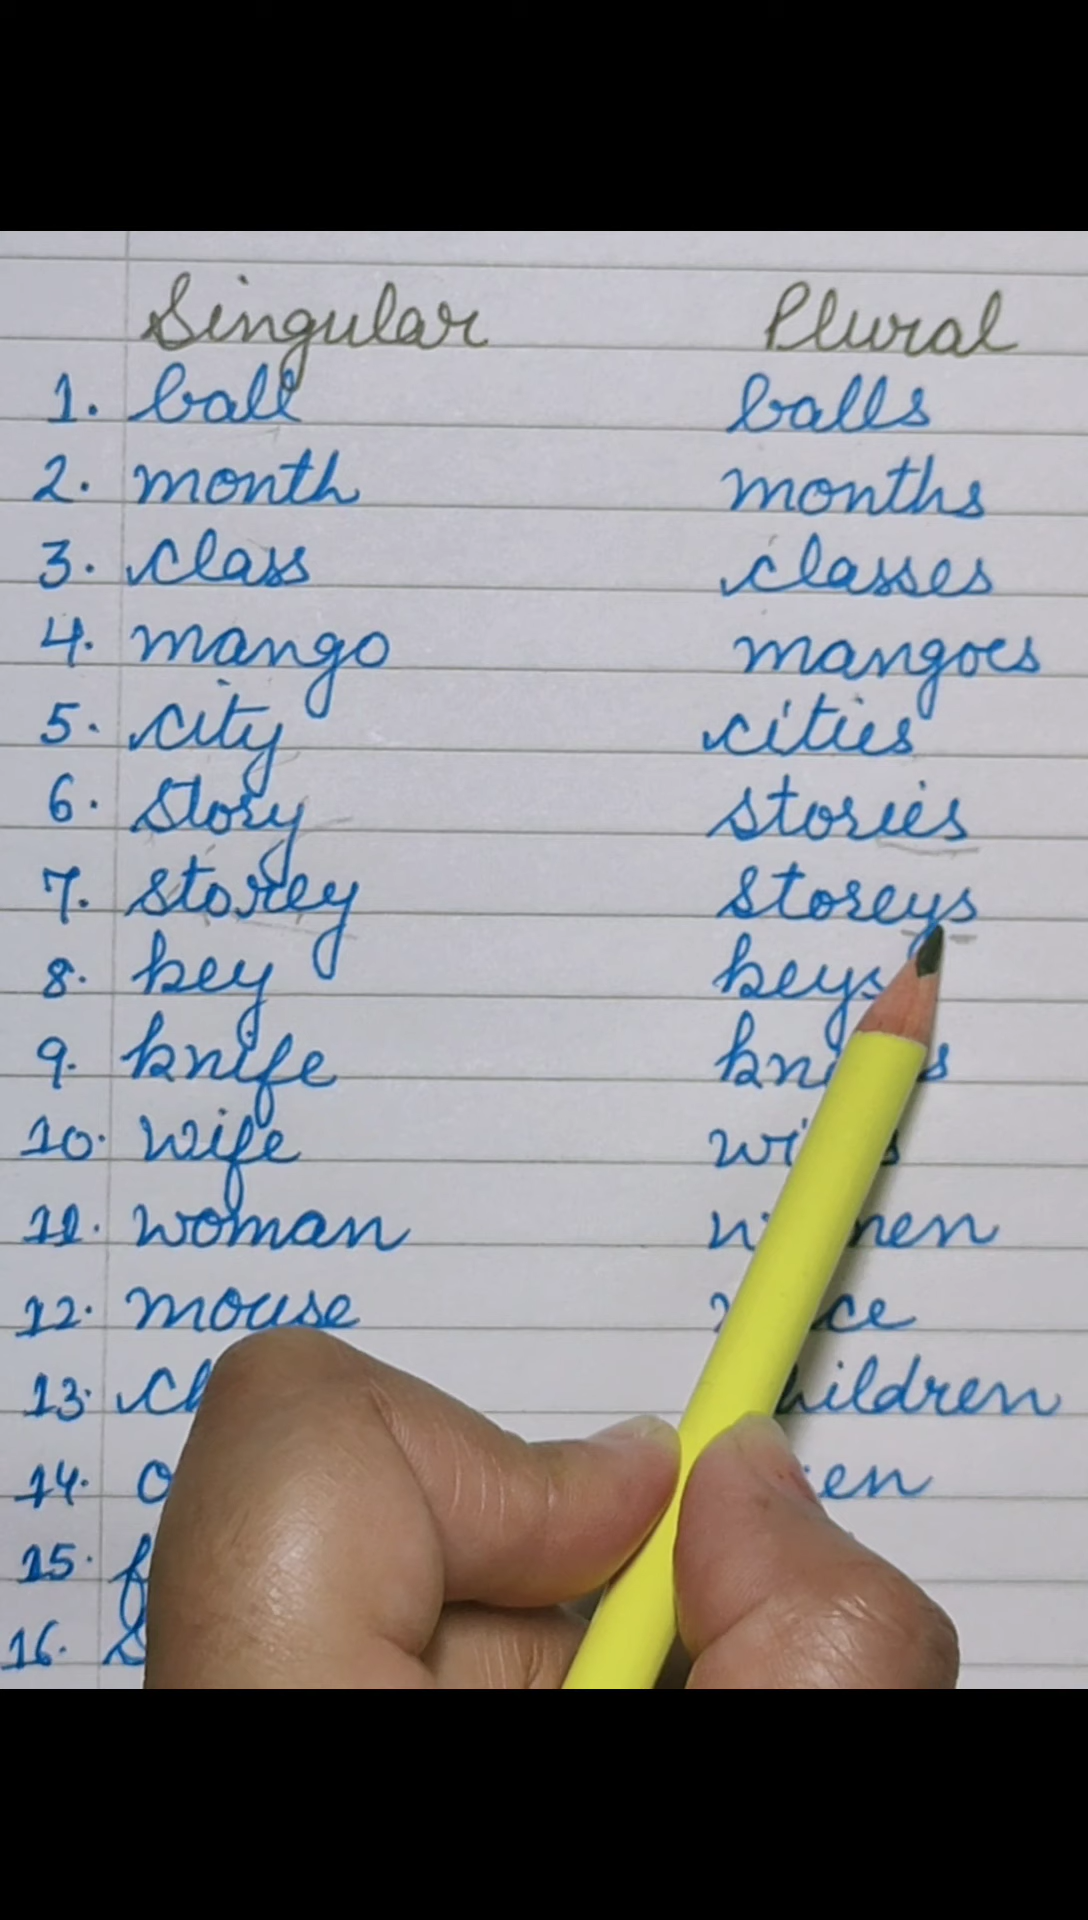 Singular Plural
1. ball balls
2. month months
3. class classes
4. mango mangoes
5. city cities
6. story stories
7. storey storeys
8. key keys
9. knife
10. wife
11. woman
12. mouse
13. children
14.
15.
16.